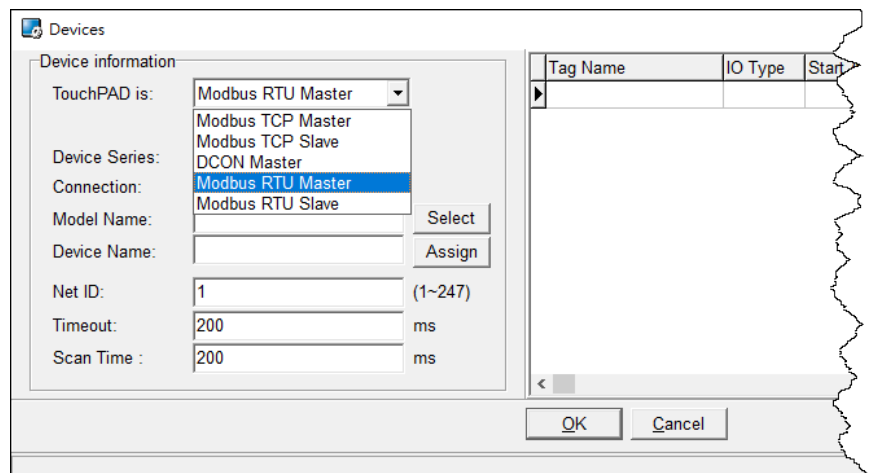 Devices
Device information
TouchPAD is: Modbus RTU Master
Modbus TCP Master
Modbus TCP Slave
Device Series: DCON Master
Connection: Modbus RTU Master
Modbus RTU Slave
Model Name: Select
Device Name: Assign
Net ID: 1 (1~247)
Timeout: 200 ms
Scan Time : 200 ms
Tag Name IO Type Start
OK Cancel